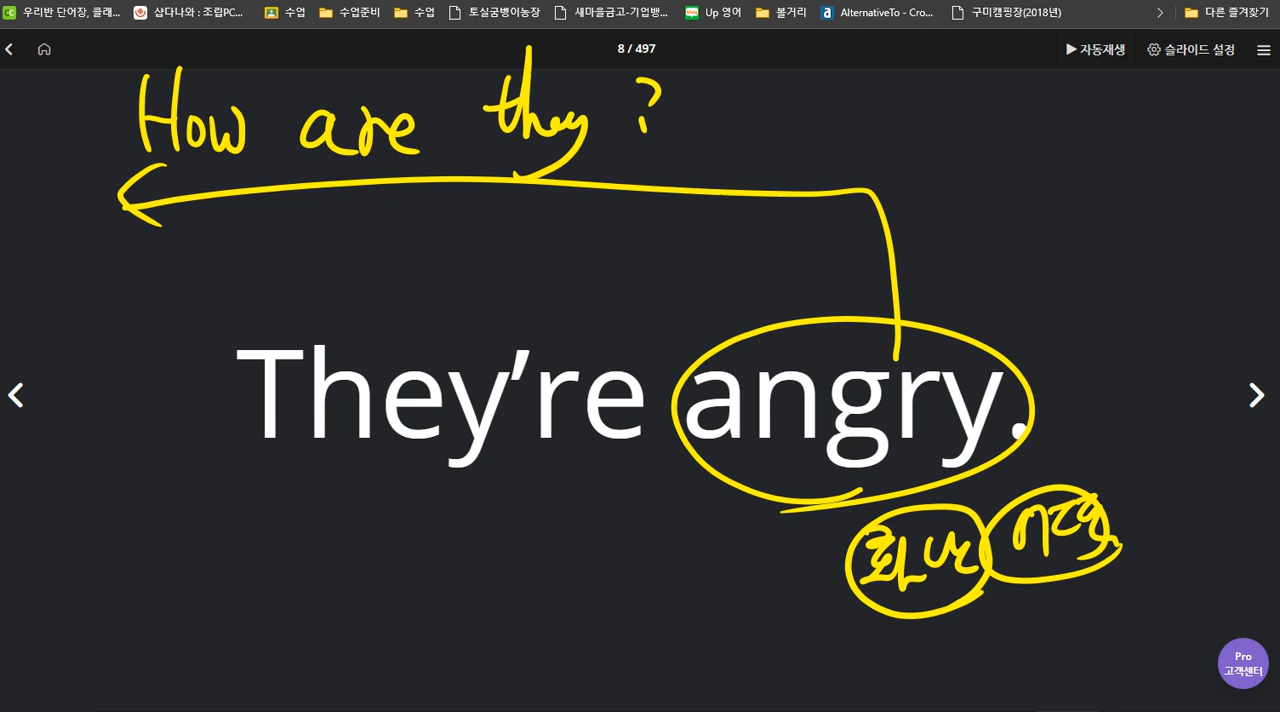 우리반 단어장, 클래... 샵다나와 : 조립PC... 수업 수업준비 수업 토실굼벵이농장 새마을금고-기업뱅... Up 영어 볼거리 AlternativeTo - Cro... 구미캠핑장(2018년) 다른 즐겨찾기
8 / 497 자동재생 슬라이드 설정
How are they ?
They’re angry.
화난
Pro
고객센터